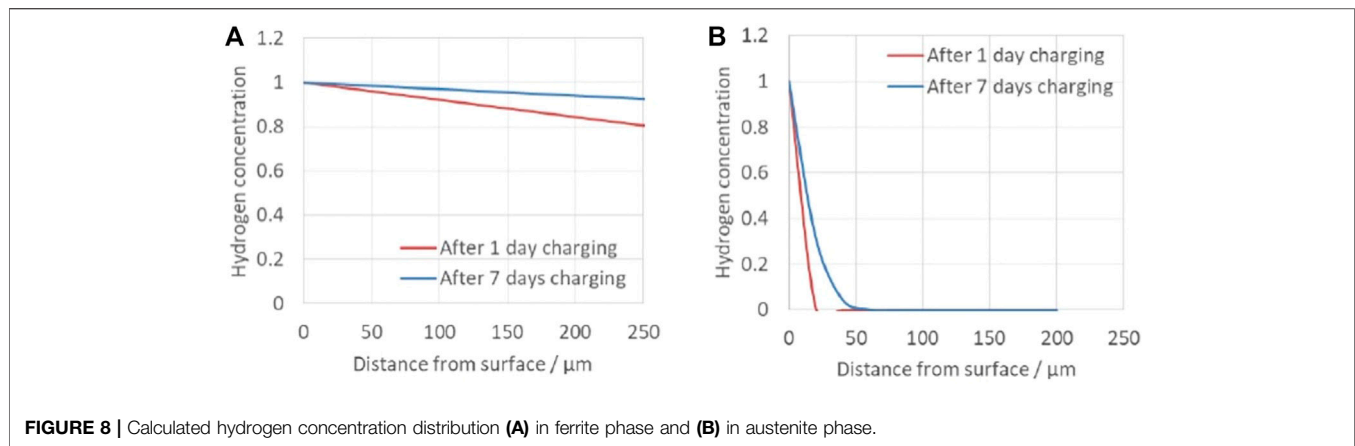 A
1.2
1
0.8
0.6
0.4
0.2
0
Hydrogen concentration
After 1 day charging
After 7 days charging
0 50 100 150 200 250
Distance from surface / μm
B
1.2
1
0.8
0.6
0.4
0.2
0
Hydrogen concentration
After 1 day charging
After 7 days charging
0 50 100 150 200 250
Distance from surface / μm
FIGURE 8 | Calculated hydrogen concentration distribution (A) in ferrite phase and (B) in austenite phase.